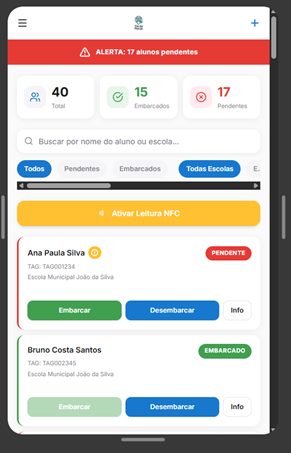 ALERTA: 17 alunos pendentes
40
Total
15
Embarcados
17
Pendentes
Buscar por nome do aluno ou escola...
Todos
Pendentes
Embarcados
Todas Escolas
E.
Ativar Leitura NFC
Ana Paula Silva
PENDENTE
TAG: TAG001234
Escola Municipal João da Silva
Embarcar
Desembarcar
Info
Bruno Costa Santos
EMBARCADO
TAG: TAG002345
Escola Municipal João da Silva
Embarcar
Desembarcar
Info